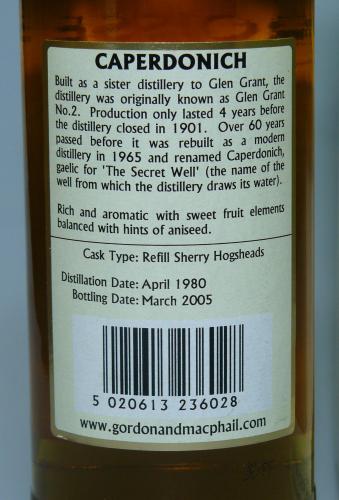 CAPERDONICH
Built as a sister distillery to Glen Grant, the
distillery was originally known as Glen Grant
No.2. Production only lasted 4 years before
the distillery closed in 1901. Over 60 years
passed before it was rebuilt as a modern
distillery in 1965 and renamed Caperdonich,
gaelic for 'The Secret Well' (the name of the
well from which the distillery draws its water).
Rich and aromatic with sweet fruit elements
balanced with hints of aniseed.
Cask Type: Refill Sherry Hogsheads
Distillation Date: April 1980
Bottling Date: March 2005
5 020613 236028
www.gordonandmacphail.com